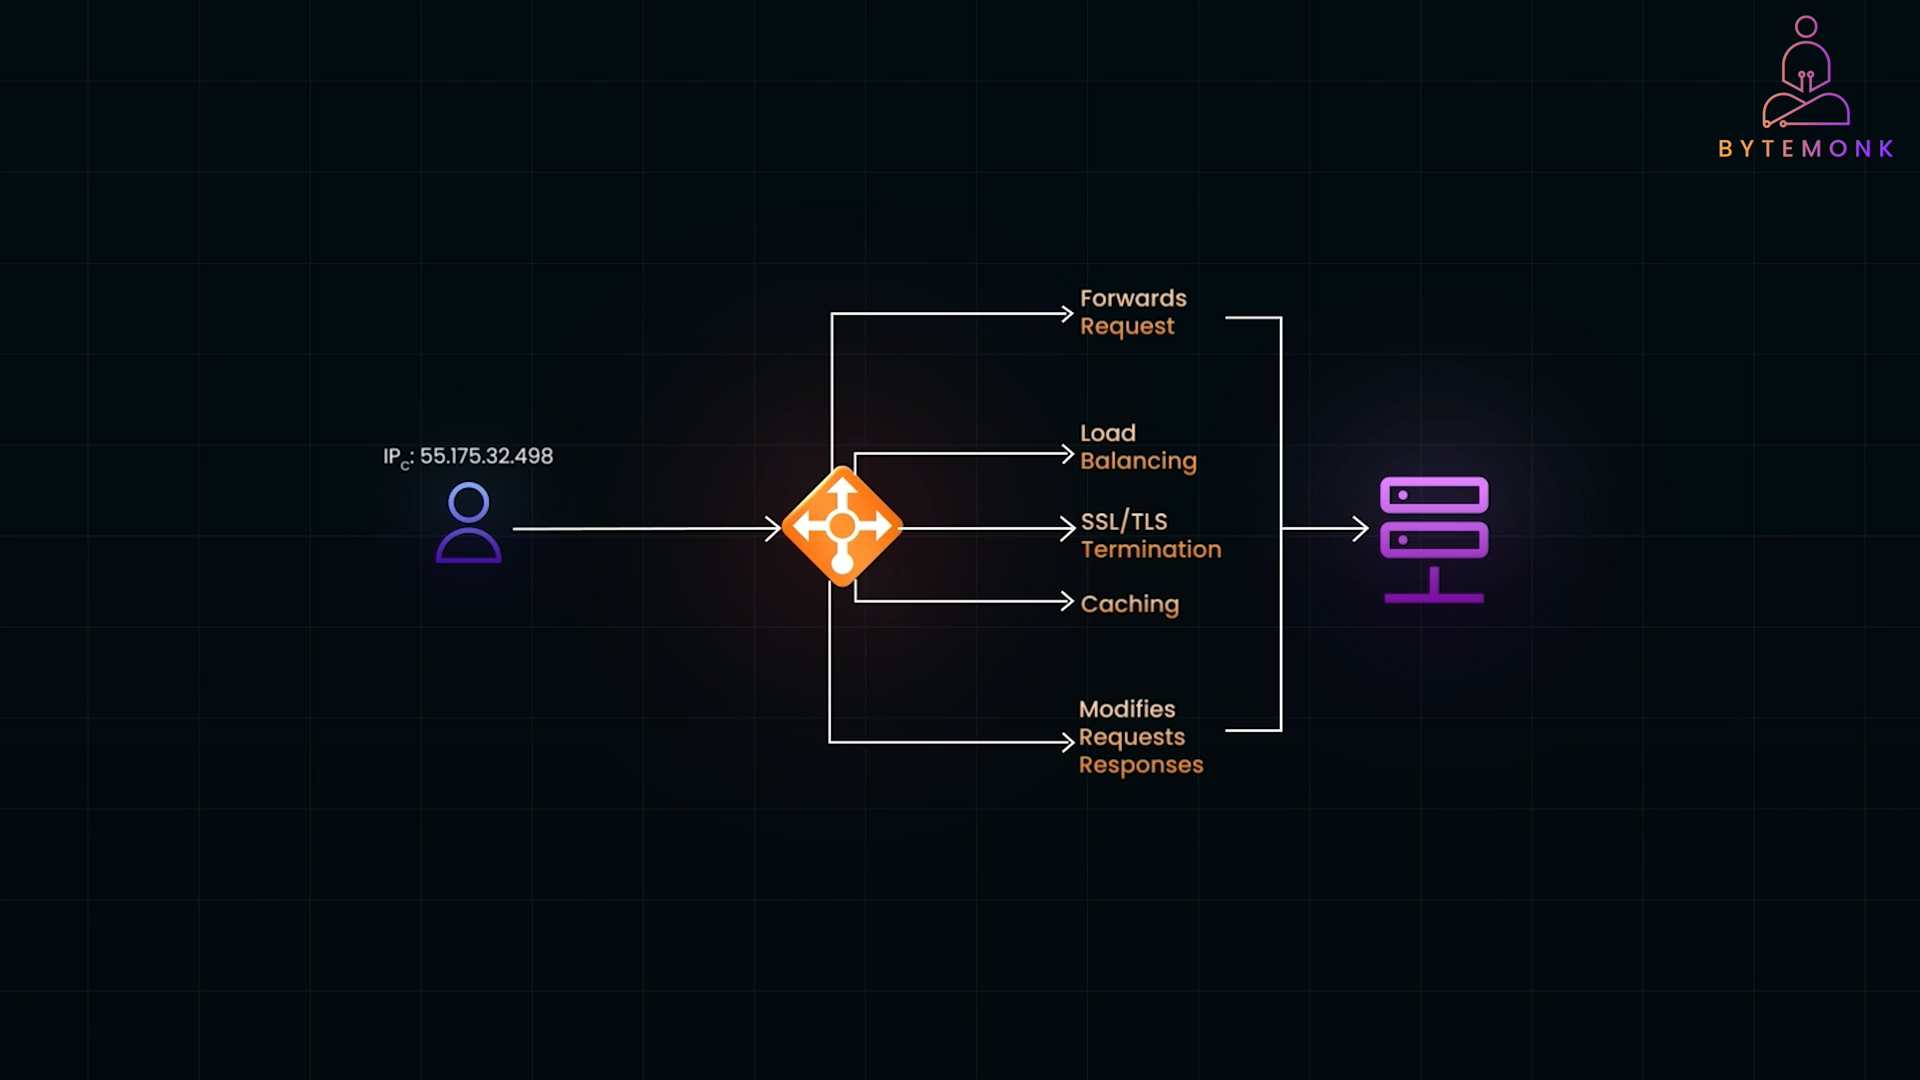 BYTEMONK
Forwards
Request
Load
Balancing
IPC: 55.175.32.498
SSL/TLS
Termination
Caching
Modifies
Requests
Responses